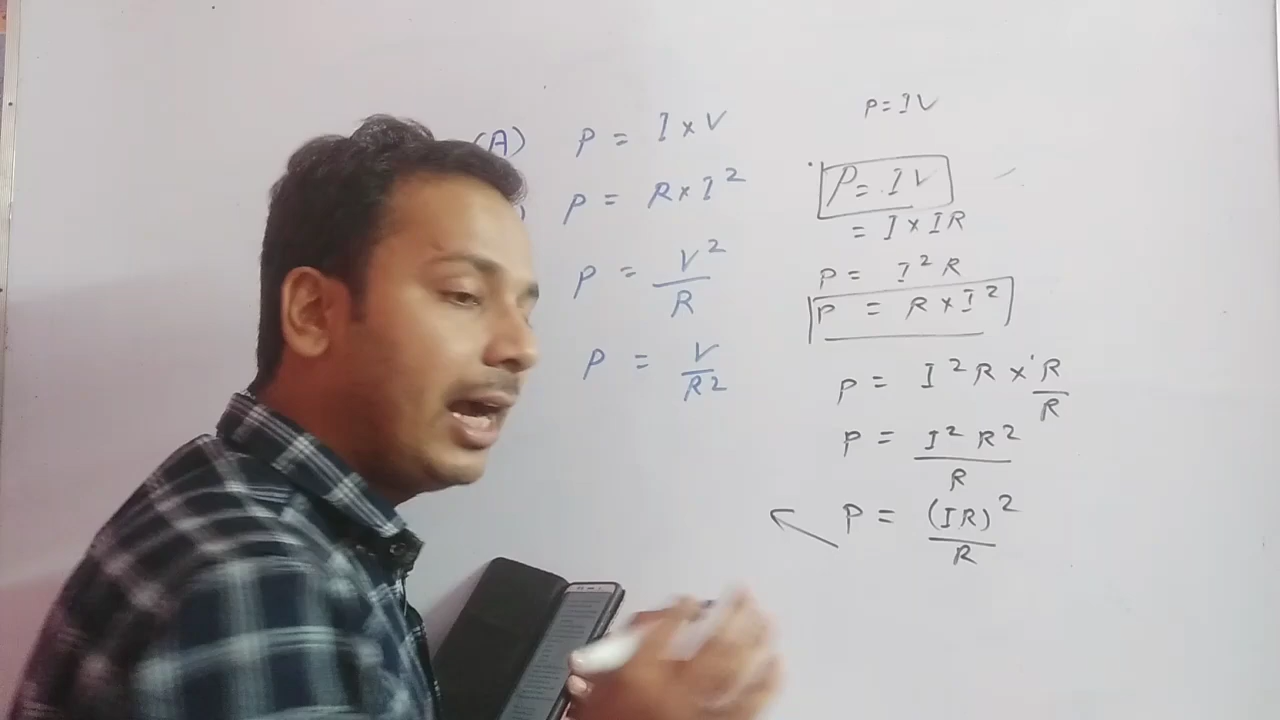 (A) P = I × V
) P = R × I²
P = V²/R
P = V/R²
P = IV
P = IV
= I × IR
P = I²R
P = R × I²
P = I²R × R/R
P = I²R²/R
P = (IR)²/R